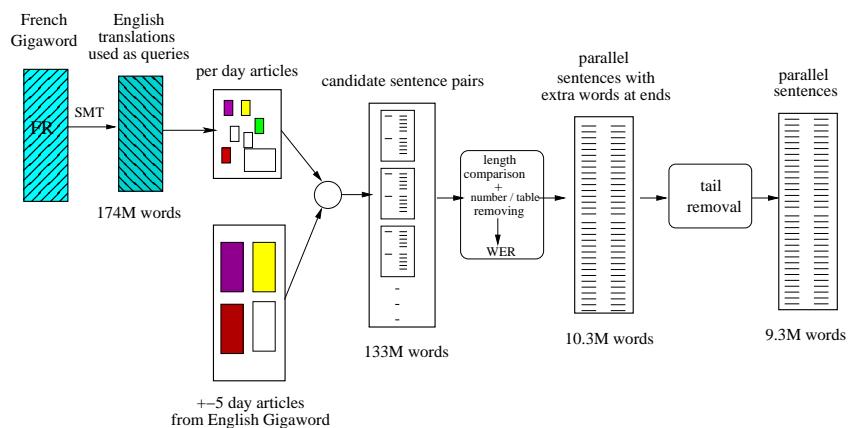 French
Gigaword
FR
SMT
English
translations
used as queries
174M words
per day articles
+−5 day articles
from English Gigaword
candidate sentence pairs
133M words
length
comparison
+
number / table
removing
WER
parallel
sentences with
extra words at ends
10.3M words
tail
removal
parallel
sentences
9.3M words